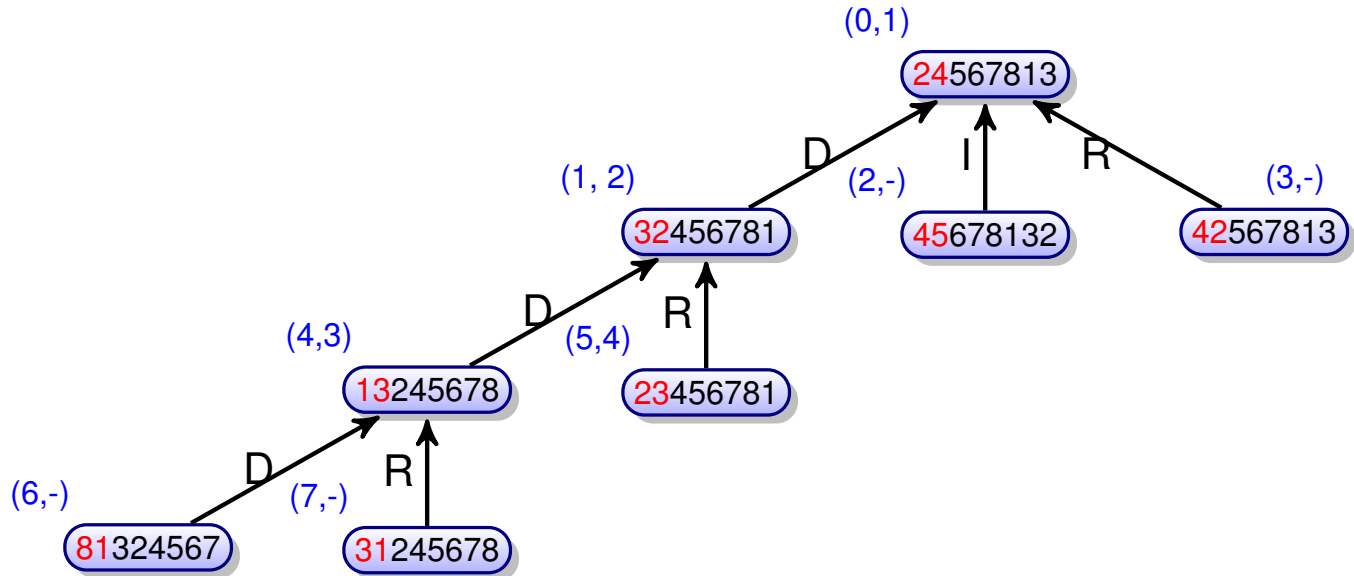 (0,1)
24567813
D
I
R
(1, 2)
(2,-)
(3,-)
32456781
45678132
42567813
D
R
(4,3)
(5,4)
13245678
23456781
D
R
(6,-)
(7,-)
81324567
31245678